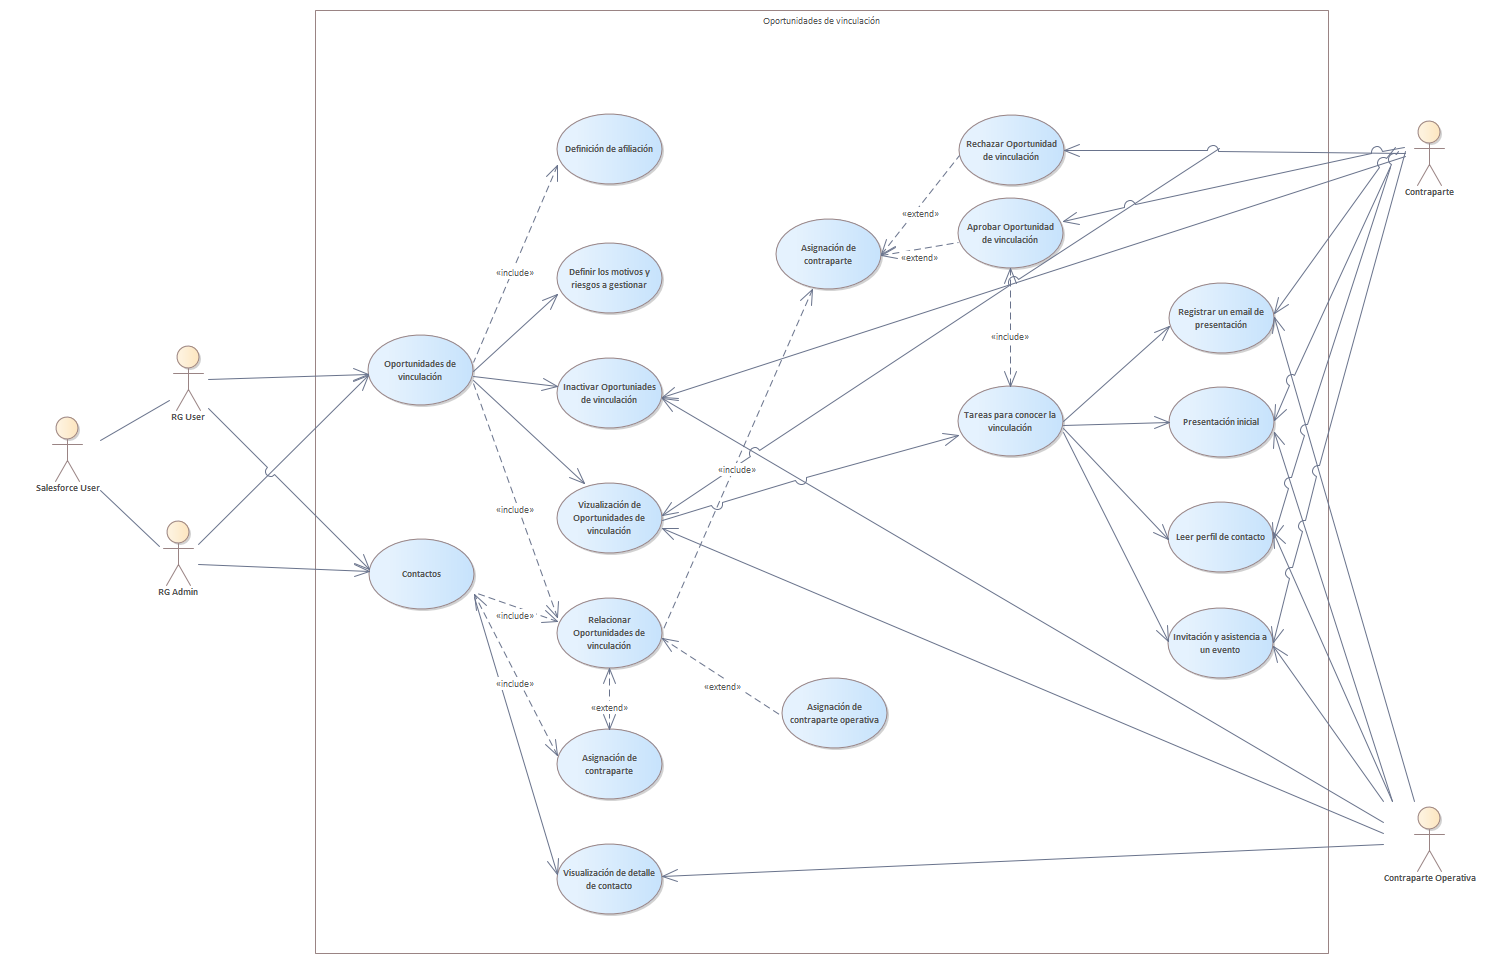 Oportunidades de vinculación
Definición de afiliación
Rechazar Oportunidad
de vinculación
Contraparte
«extend»
Aprobar Oportunidad
de vinculación
Asignación de
contraparte
«extend»
«include»
Definir los motivos y
riesgos a gestionar
Registrar un email de
presentación
«include»
Oportunidades de
vinculación
Inactivar Oportuniades
de vinculación
RG User
Tareas para conocer la
vinculación
Presentación inicial
«include»
Salesforce User
Vizualización de
Oportunidades de
vinculación
«include»
Leer perfil de contacto
Contactos
RG Admin
«include»
Relacionar
Oportunidades de
vinculación
Invitación y asistencia a
un evento
«include»
«extend»
«extend»
Asignación de
contraparte operativa
Asignación de
contraparte
Visualización de detalle
de contacto
Contraparte Operativa